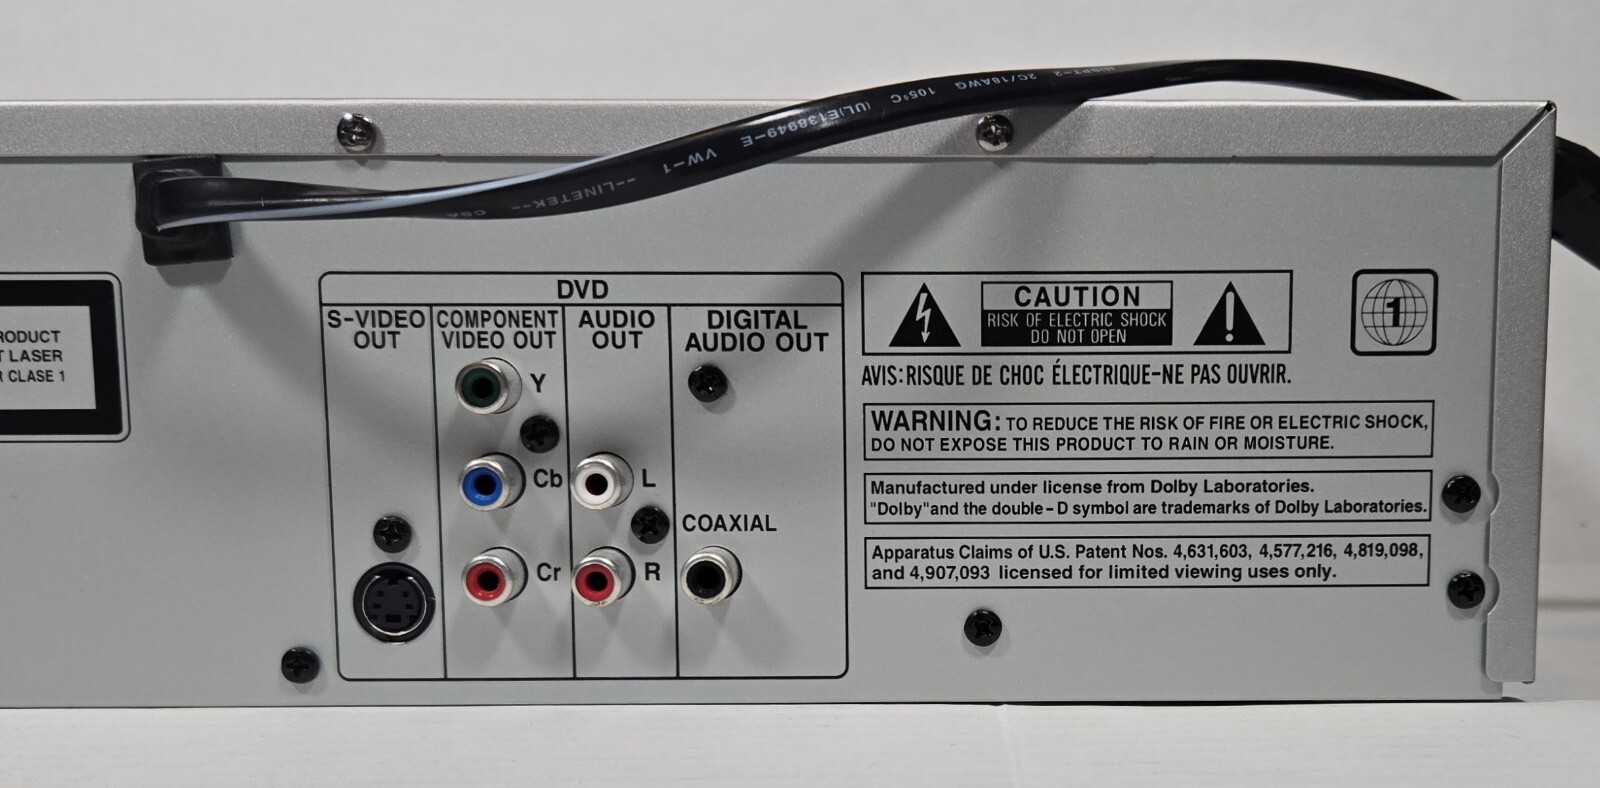 HISPT-2 2C/18AWG 105°C (UL)E138949-E VW-1 --LINETEK-- CSA
RODUCT
T LASER
R CLASE 1
DVD
S-VIDEO
OUT
COMPONENT
VIDEO OUT
AUDIO
OUT
DIGITAL
AUDIO OUT
Y
Cb
Cr
L
R
COAXIAL
CAUTION
RISK OF ELECTRIC SHOCK
DO NOT OPEN
1
AVIS: RISQUE DE CHOC ÉLECTRIQUE-NE PAS OUVRIR.
WARNING: TO REDUCE THE RISK OF FIRE OR ELECTRIC SHOCK,
DO NOT EXPOSE THIS PRODUCT TO RAIN OR MOISTURE.
Manufactured under license from Dolby Laboratories.
"Dolby"and the double-D symbol are trademarks of Dolby Laboratories.
Apparatus Claims of U.S. Patent Nos. 4,631,603, 4,577,216, 4,819,098,
and 4,907,093 licensed for limited viewing uses only.